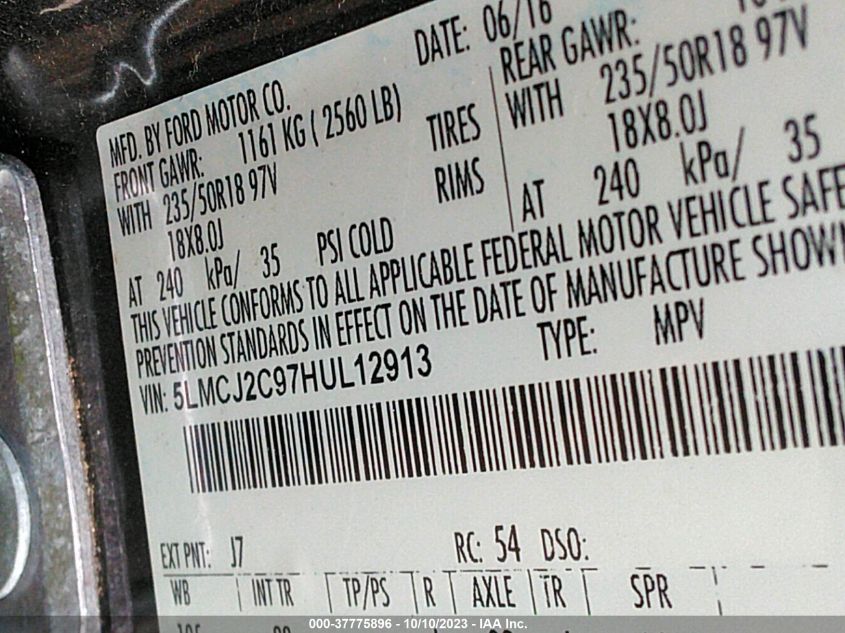 DATE: 06/16
MFD. BY FORD MOTOR CO.
FRONT GAWR: 1161 KG ( 2560 LB)
REAR GAWR:
WITH 235/50R18 97V TIRES WITH 235/50R18 97V
18X8.0J RIMS 18X8.0J
AT 240 kPa/ 35 PSI COLD AT 240 kPa/ 35
THIS VEHICLE CONFORMS TO ALL APPLICABLE FEDERAL MOTOR VEHICLE SAFE
PREVENTION STANDARDS IN EFFECT ON THE DATE OF MANUFACTURE SHOWN
VIN: 5LMCJ2C97HUL12913 TYPE: MPV
EXT PNT: J7 RC: 54 DSO:
WB INT TR TP/PS R AXLE TR SPR
000-37775896 - 10/10/2023 - IAA Inc.